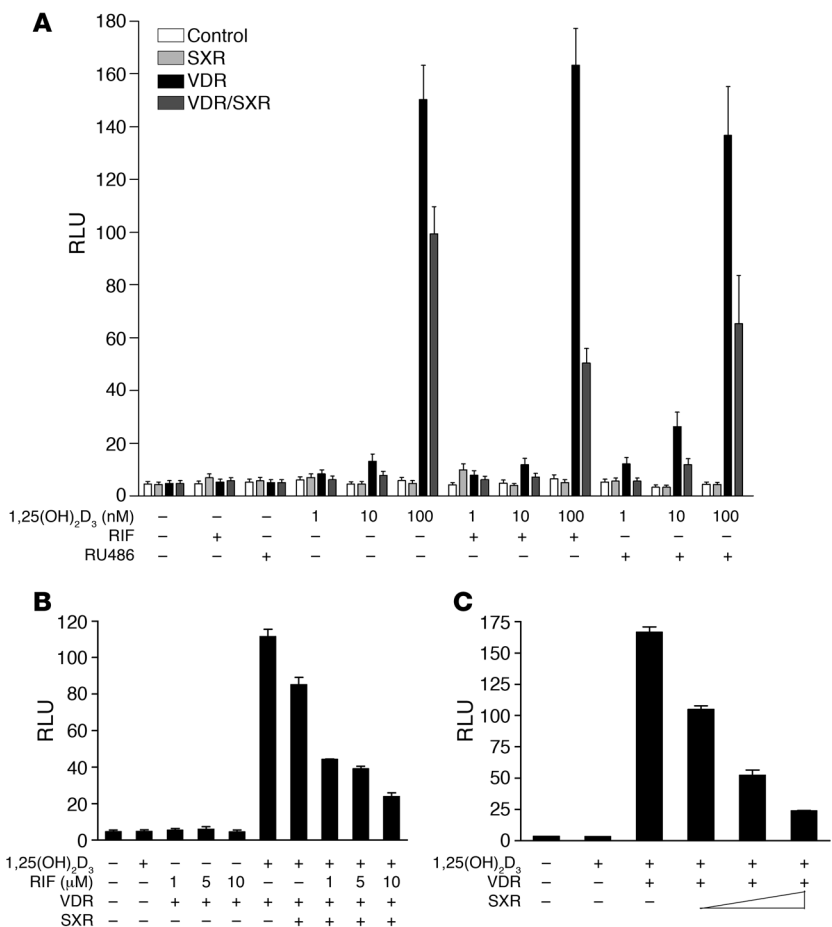 A
180
160
140
120
100
80
60
40
20
0
RLU
Control
SXR
VDR
VDR/SXR
1,25(OH)₂D₃ (nM) – – – 1 10 100 1 10 100 1 10 100
RIF – + – – – – + + + – – –
RU486 – – + – – – – – – + + +
B
120
100
80
60
40
20
0
RLU
1,25(OH)₂D₃ – + – – – + + + + +
RIF (μM) – – 1 5 10 – – 1 5 10
VDR – – + + + + + + + +
SXR – – – – – – + + + +
C
175
150
125
100
75
50
25
0
RLU
1,25(OH)₂D₃ – + + + + +
VDR – – + + + +
SXR – – –